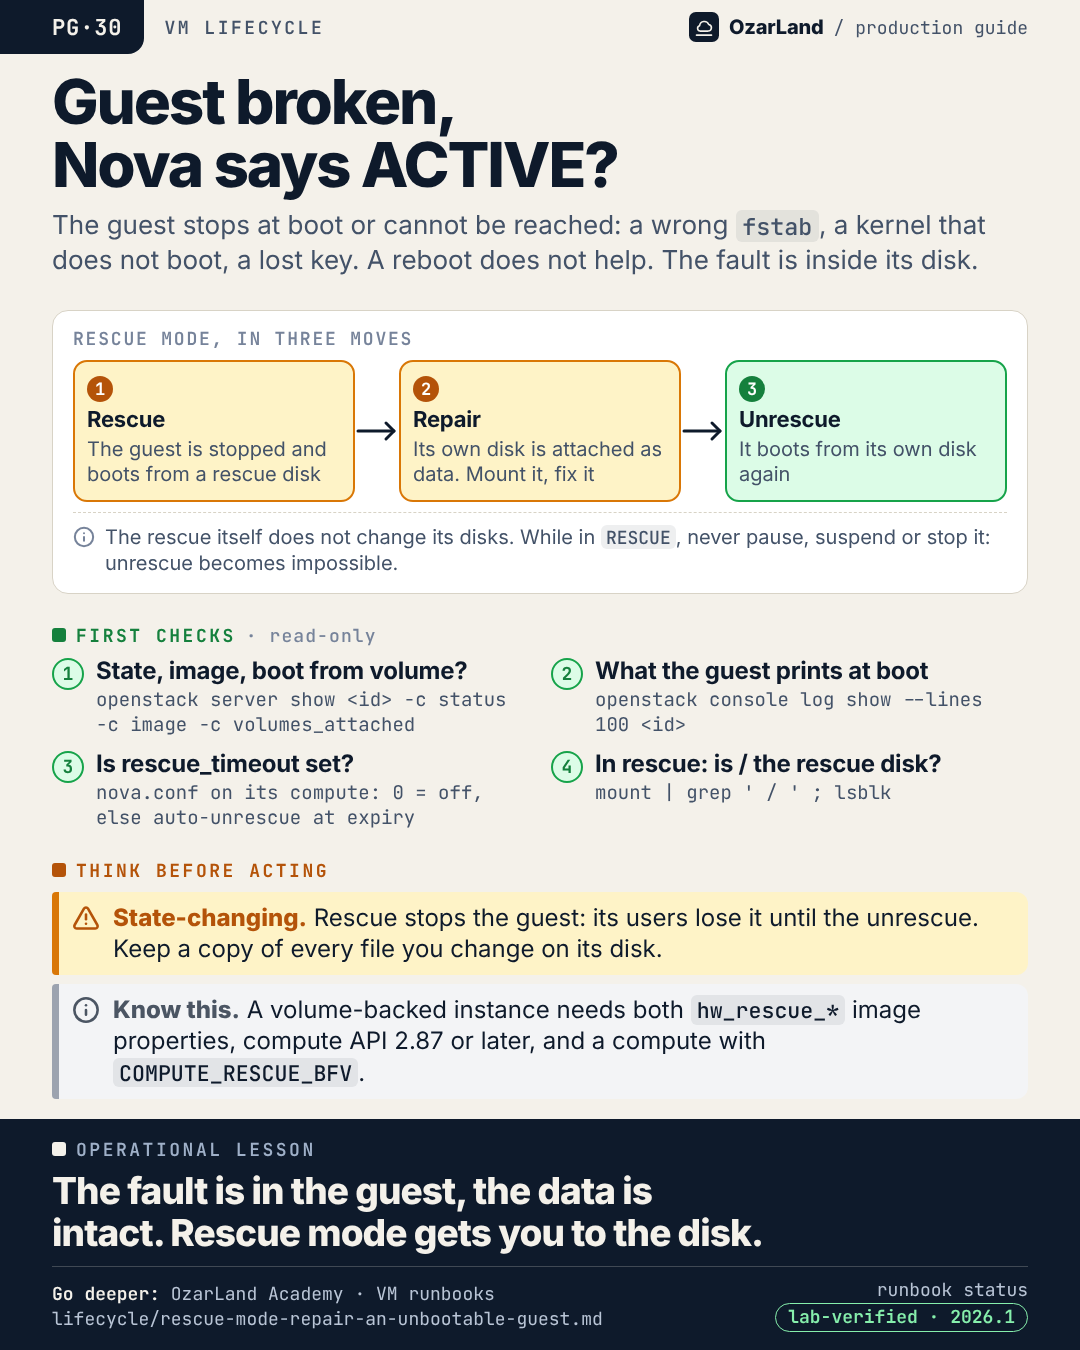 PG·30
VM LIFECYCLE
OzarLand / production guide
Guest broken,
Nova says ACTIVE?
The guest stops at boot or cannot be reached: a wrong fstab, a kernel that
does not boot, a lost key. A reboot does not help. The fault is inside its disk.
RESCUE MODE, IN THREE MOVES
1
Rescue
The guest is stopped and
boots from a rescue disk
2
Repair
Its own disk is attached as
data. Mount it, fix it
3
Unrescue
It boots from its own disk
again
The rescue itself does not change its disks. While in RESCUE, never pause, suspend or stop it:
unrescue becomes impossible.
FIRST CHECKS · read-only
1 State, image, boot from volume?
openstack server show <id> -c status
-c image -c volumes_attached
2 What the guest prints at boot
openstack console log show --lines
100 <id>
3 Is rescue_timeout set?
nova.conf on its compute: 0 = off,
else auto-unrescue at expiry
4 In rescue: is / the rescue disk?
mount | grep ' / ' ; lsblk
THINK BEFORE ACTING
State-changing. Rescue stops the guest: its users lose it until the unrescue.
Keep a copy of every file you change on its disk.
Know this. A volume-backed instance needs both hw_rescue_* image
properties, compute API 2.87 or later, and a compute with
COMPUTE_RESCUE_BFV.
OPERATIONAL LESSON
The fault is in the guest, the data is
intact. Rescue mode gets you to the disk.
Go deeper: OzarLand Academy · VM runbooks
lifecycle/rescue-mode-repair-an-unbootable-guest.md
runbook status
lab-verified · 2026.1